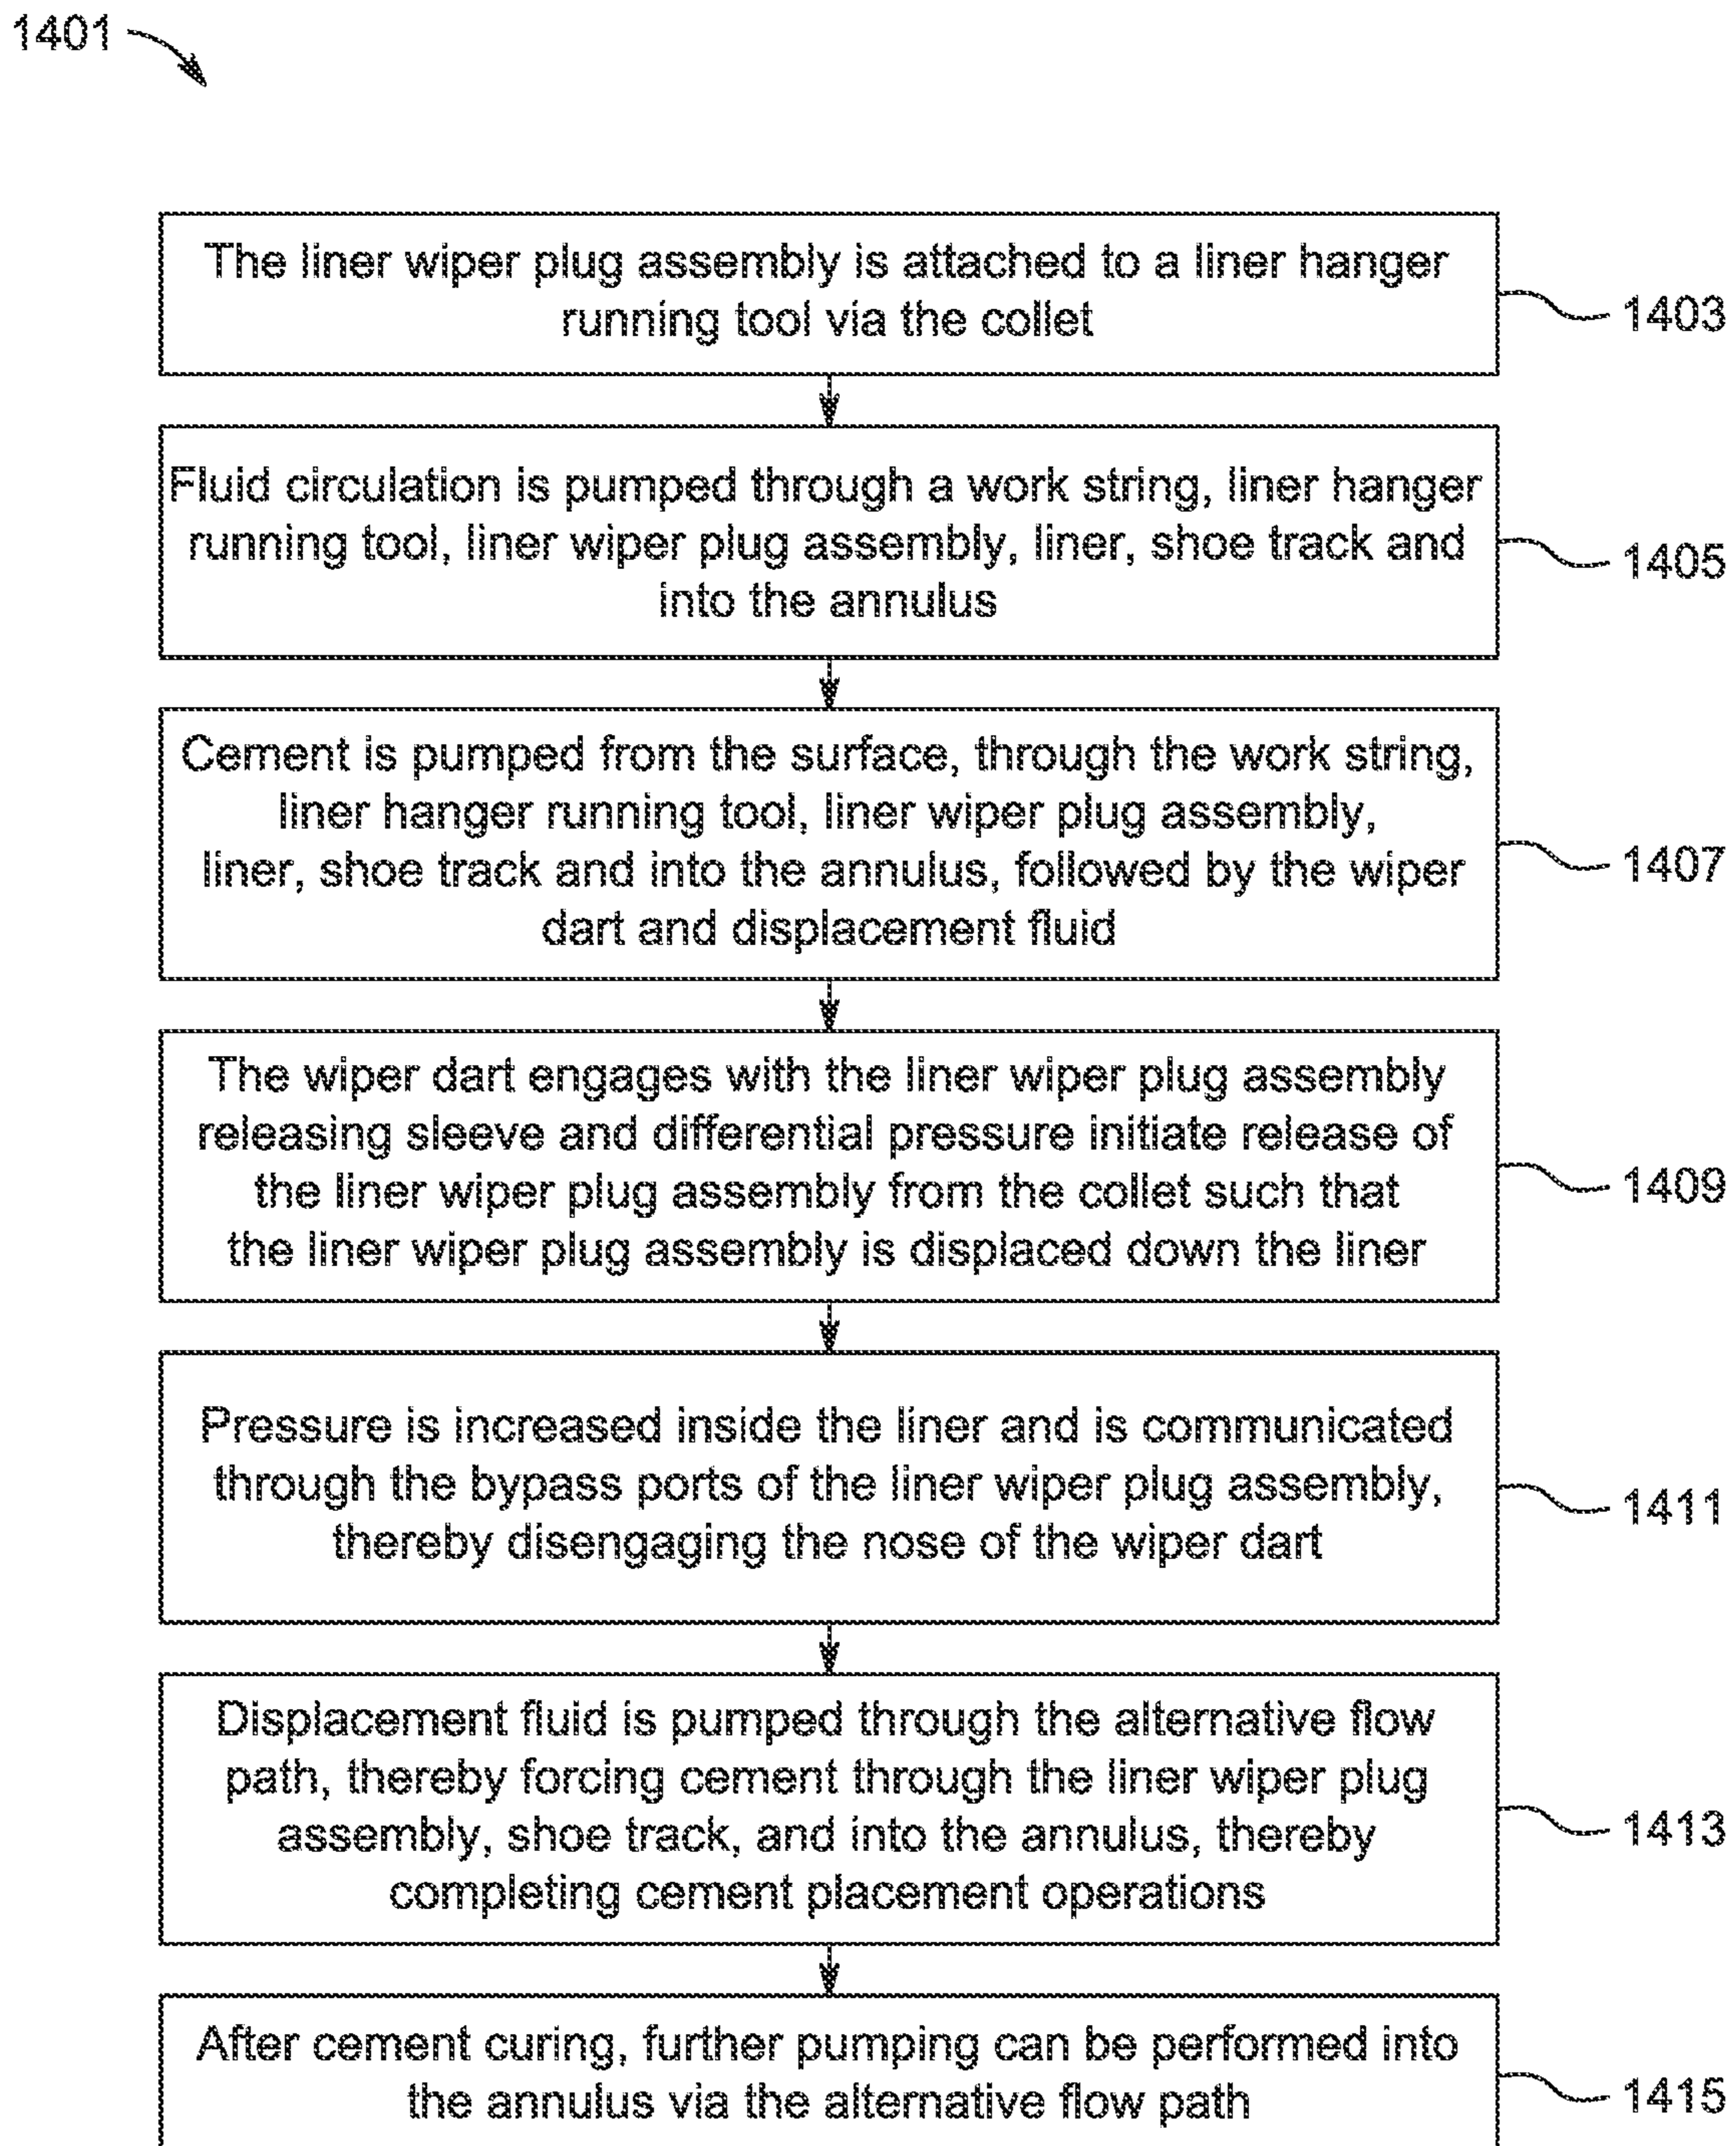 1401
The liner wiper plug assembly is attached to a liner hanger
running tool via the collet
1403
Fluid circulation is pumped through a work string, liner hanger
running tool, liner wiper plug assembly, liner, shoe track and
into the annulus
1405
Cement is pumped from the surface, through the work string,
liner hanger running tool, liner wiper plug assembly,
liner, shoe track and into the annulus, followed by the wiper
dart and displacement fluid
1407
The wiper dart engages with the liner wiper plug assembly
releasing sleeve and differential pressure initiate release of
the liner wiper plug assembly from the collet such that
the liner wiper plug assembly is displaced down the liner
1409
Pressure is increased inside the liner and is communicated
through the bypass ports of the liner wiper plug assembly,
thereby disengaging the nose of the wiper dart
1411
Displacement fluid is pumped through the alternative flow
path, thereby forcing cement through the liner wiper plug
assembly, shoe track, and into the annulus, thereby
completing cement placement operations
1413
After cement curing, further pumping can be performed into
the annulus via the alternative flow path
1415